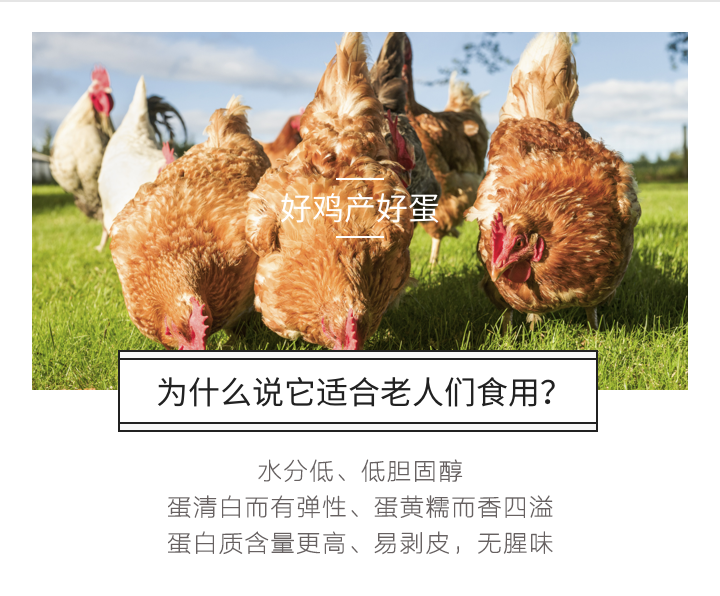 好鸡产好蛋
为什么说它适合老人们食用？
水分低、低胆固醇
蛋清白而有弹性、蛋黄糯而香四溢
蛋白质含量更高、易剥皮，无腥味